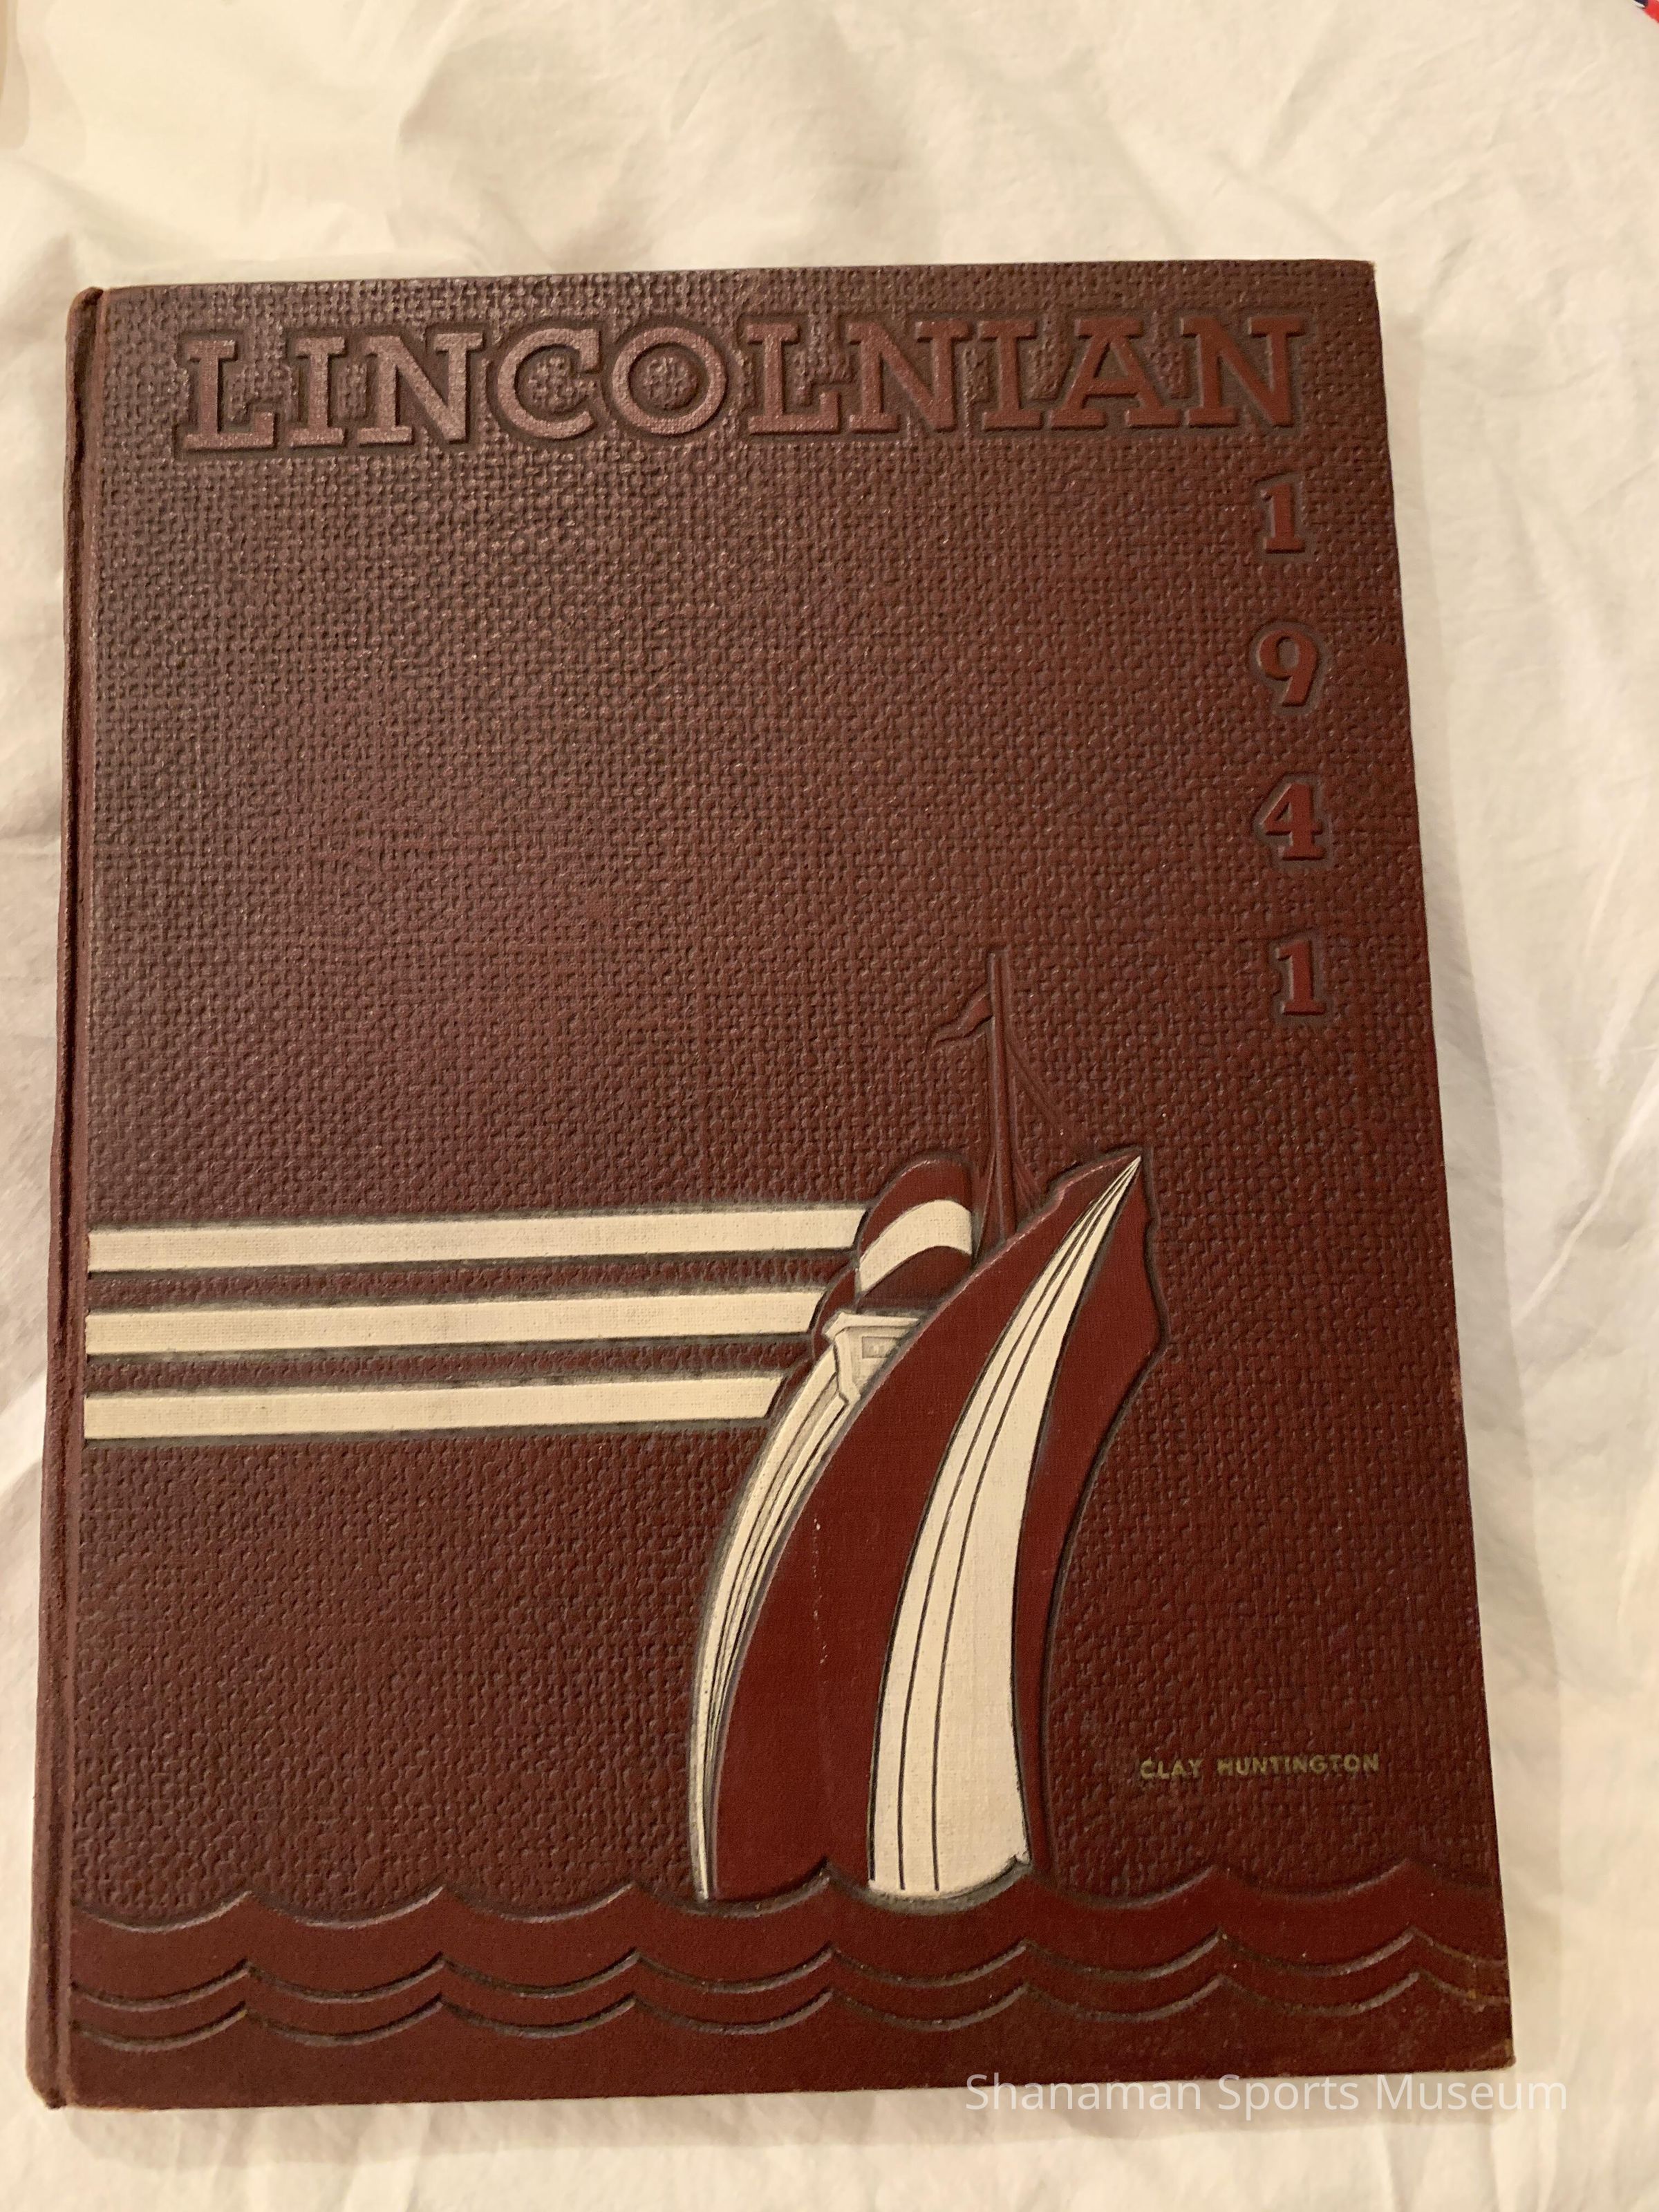 LINCOLNIAN
1
9
4
1
CLAY HUNTINGTON
Shanaman Sports Museum